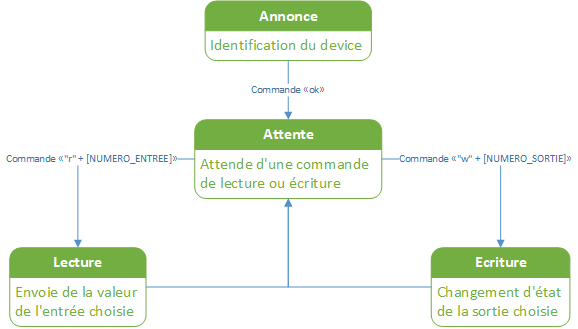 Annonce
Identification du device
Commande «ok»
Attente
Attende d'une commande
de lecture ou écriture
Commande «"r" + [NUMERO_ENTREE]»
Commande «"w" + [NUMERO_SORTIE]»
Lecture
Envoie de la valeur
de l'entrée choisie
Ecriture
Changement d'état
de la sortie choisie